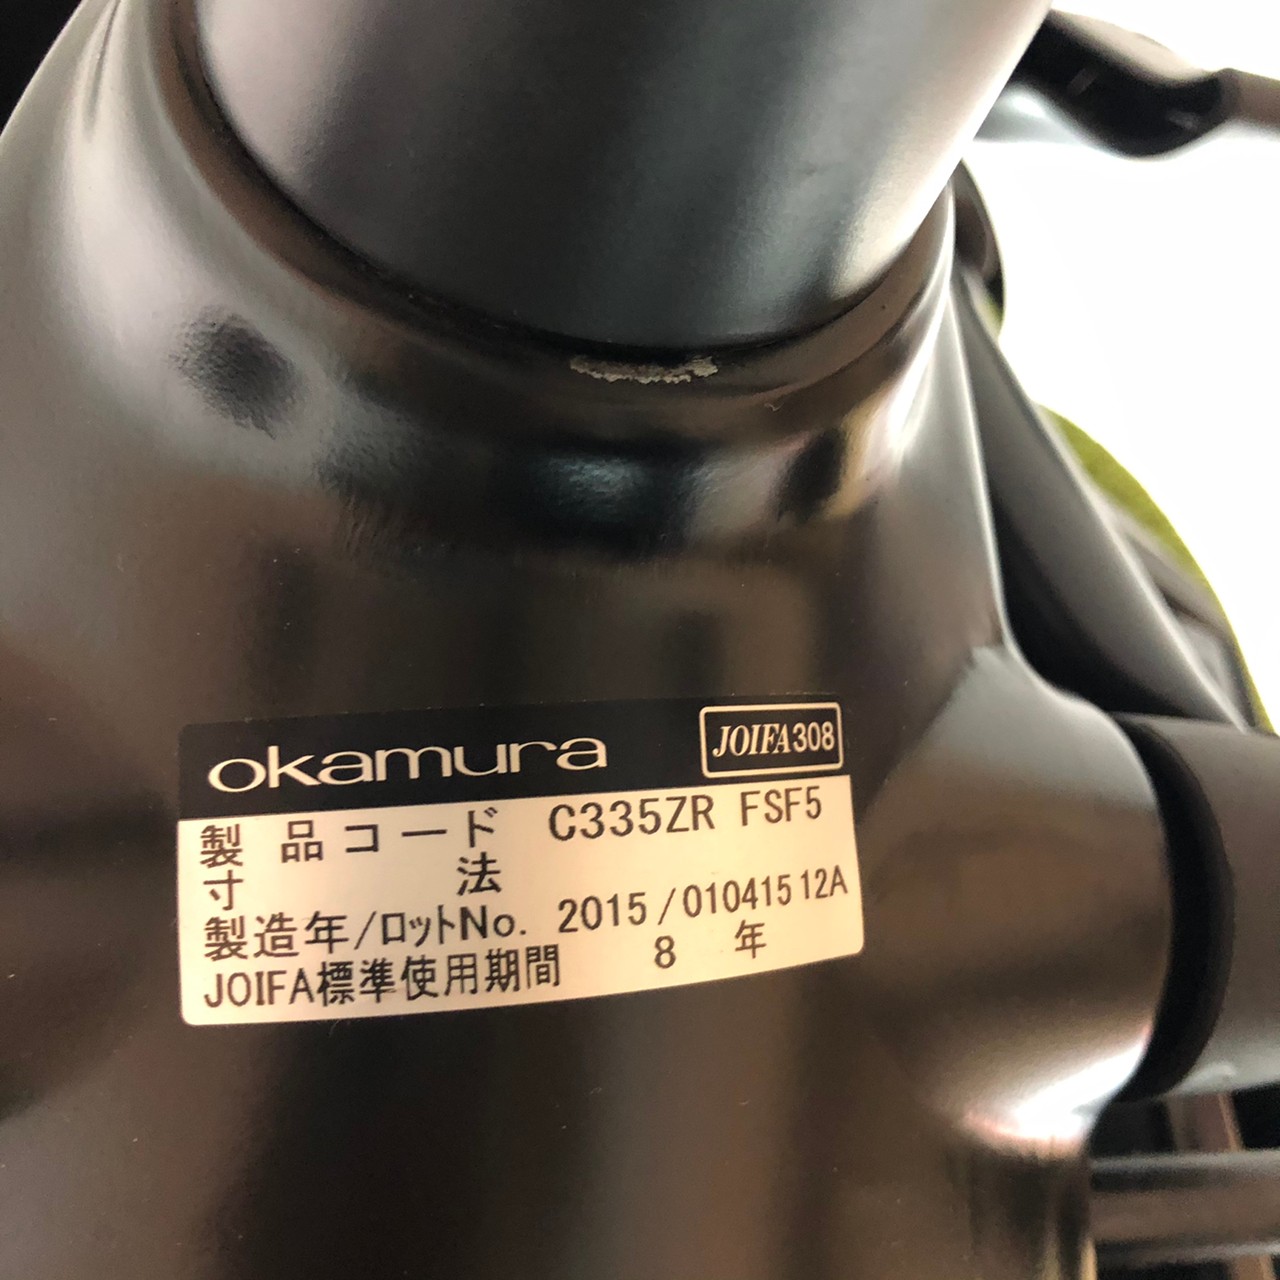 okamura JOIFA308
製品コード C335ZR FSF5
寸法
製造年/ロットNo. 2015/01041512A
JOIFA標準使用期間 8 年